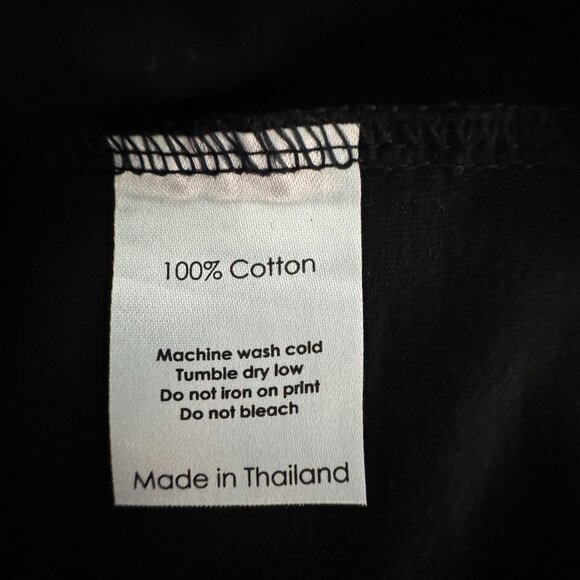 100% Cotton
Machine wash cold
Tumble dry low
Do not iron on print
Do not bleach
Made in Thailand